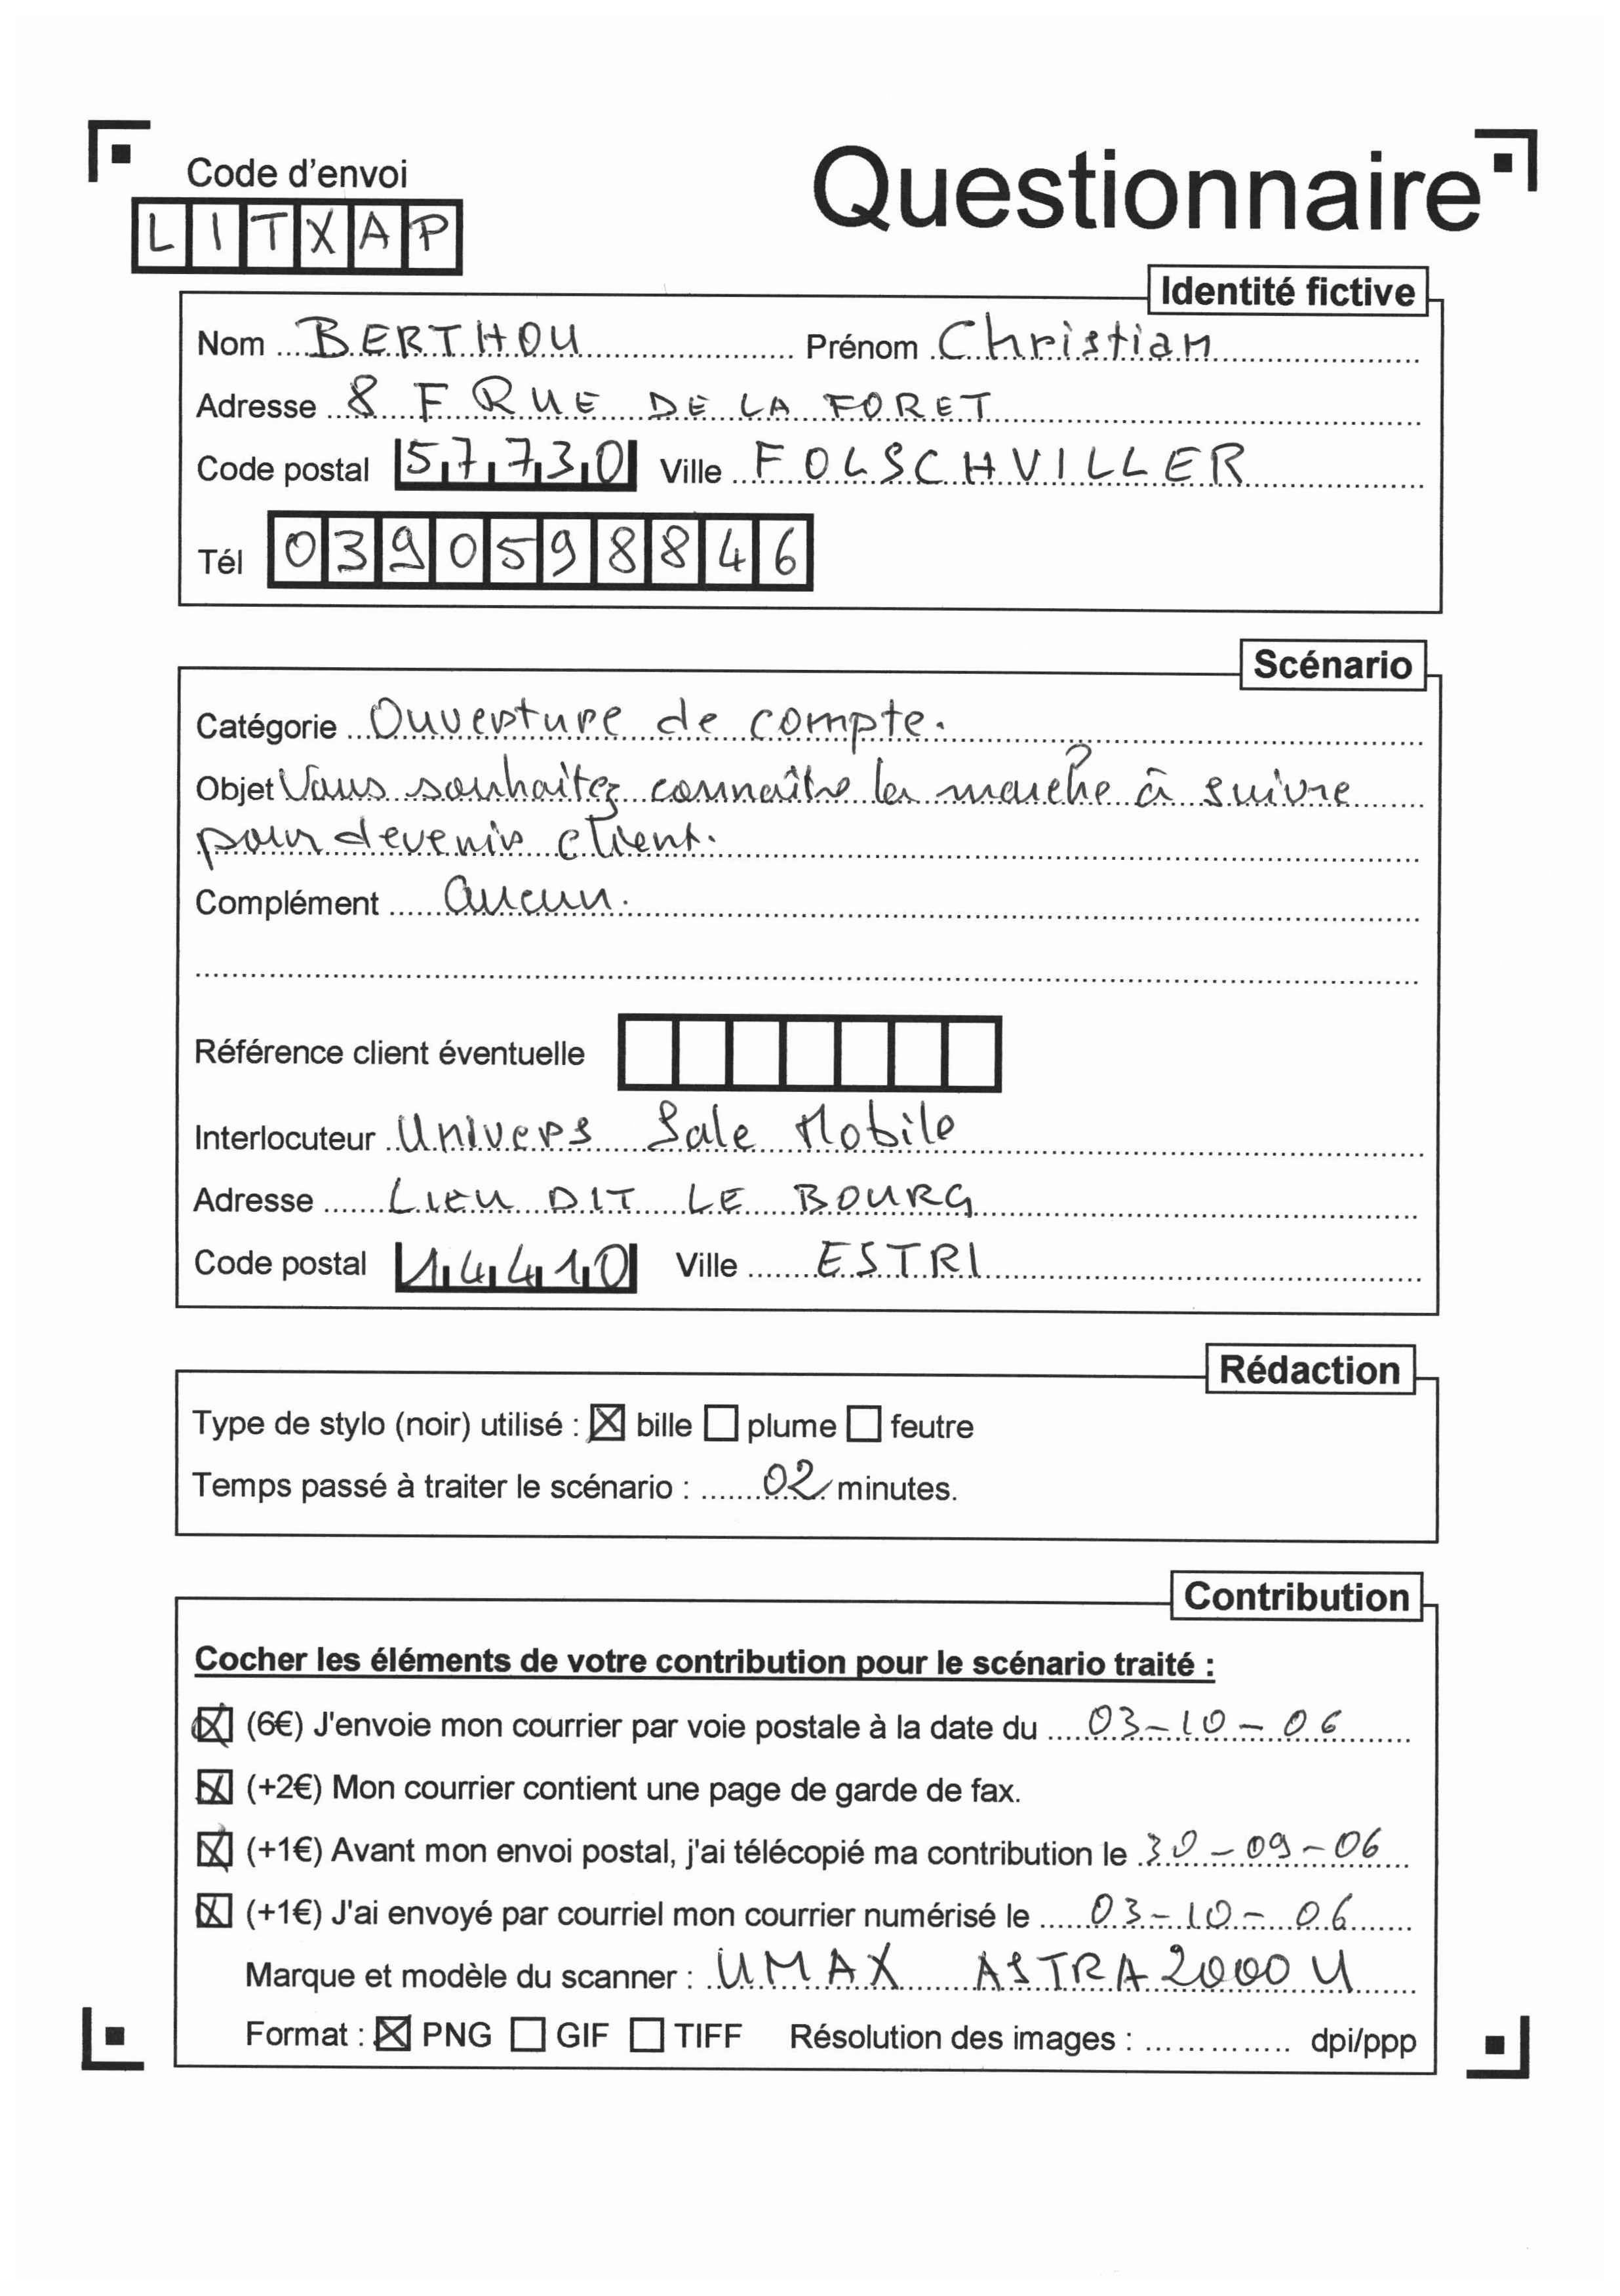 Code d'envoi
Questionnaire
LITXAP
Identité fictive
Nom BERTHOU Prénom Christian
Adresse 8 F RUE DE LA FORET
Code postal 57730 Ville FOLSCHVILLER
Tél 0390598846
Scénario
Catégorie Ouverture de compte.
Objet Vous souhaitez connaître la marche à suivre
pour devenir client.
Complément aucun.
Référence client éventuelle
Interlocuteur Univers Sale Mobile
Adresse LIEU DIT LE BOURG
Code postal 14410 Ville ESTRI
Rédaction
Type de stylo (noir) utilisé : ☒ bille ☐ plume ☐ feutre
Temps passé à traiter le scénario : 02 minutes.
Contribution
Cocher les éléments de votre contribution pour le scénario traité :
☒ (6€) J'envoie mon courrier par voie postale à la date du 03-10-06
☒ (+2€) Mon courrier contient une page de garde de fax.
☒ (+1€) Avant mon envoi postal, j'ai télécopié ma contribution le 30-09-06
☒ (+1€) J'ai envoyé par courriel mon courrier numérisé le 03-10-06
Marque et modèle du scanner : UMAX ASTRA 2000 U
Format : ☒ PNG ☐ GIF ☐ TIFF Résolution des images : .............. dpi/ppp